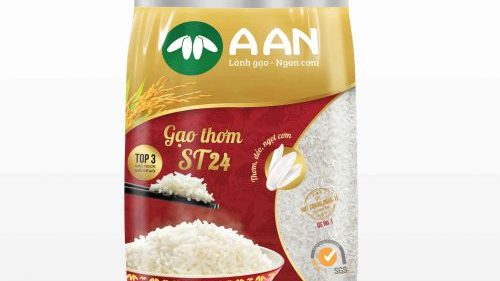 A AN
Lành gạo - Ngon cơm
Gạo thơm
ST24
Thơm, dẻo, ngọt cơm
TOP 3
SGS